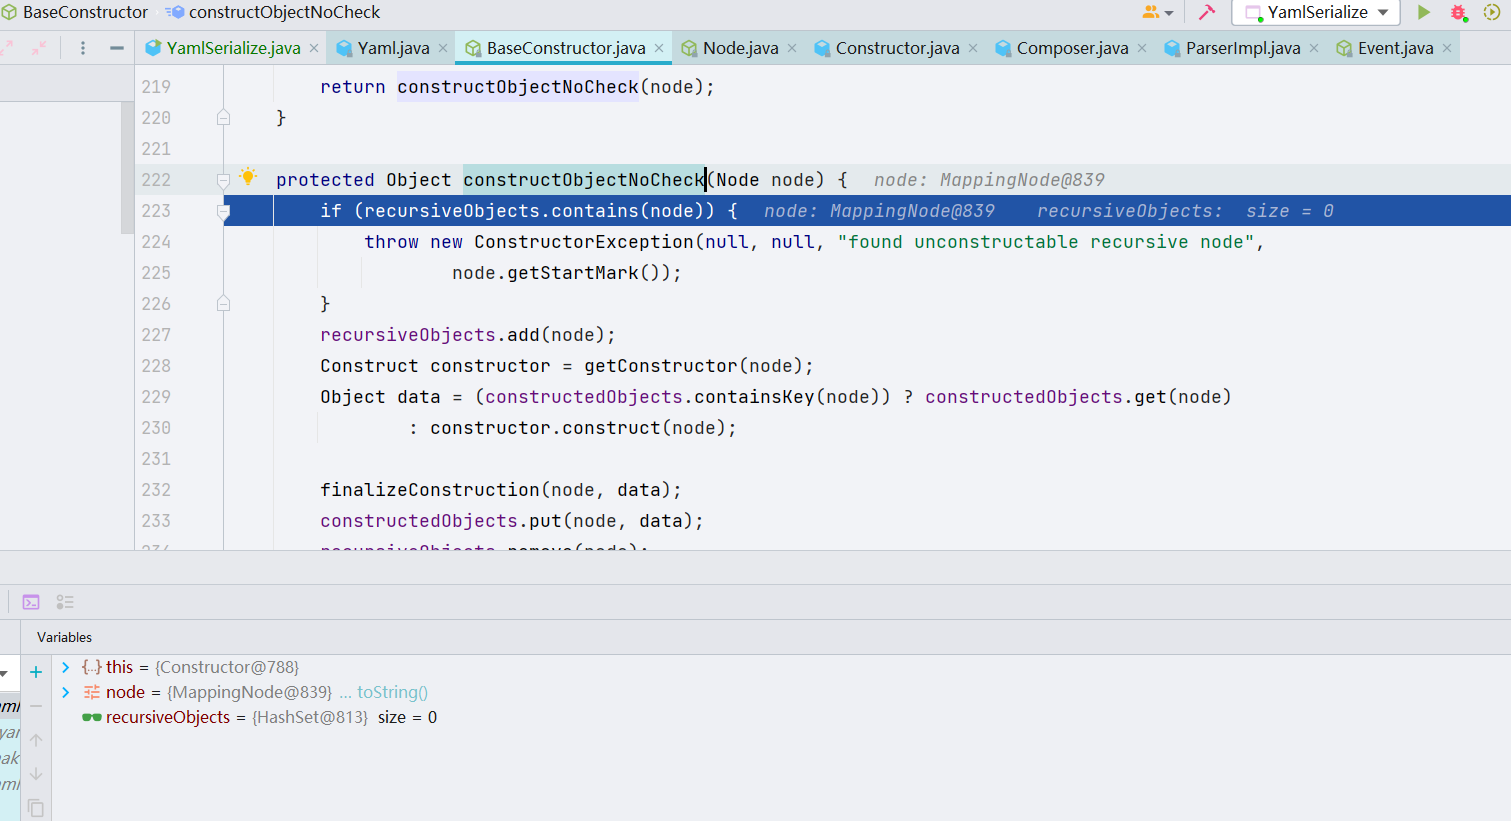 BaseConstructor constructObjectNoCheck YamlSerialize
YamlSerialize.java Yaml.java BaseConstructor.java Node.java Constructor.java Composer.java ParserImpl.java Event.java
219 return constructObjectNoCheck(node);
220 }
221
222 protected Object constructObjectNoCheck(Node node) { node: MappingNode@839
223 if (recursiveObjects.contains(node)) { node: MappingNode@839 recursiveObjects: size = 0
224 throw new ConstructorException(null, null, "found unconstructable recursive node",
225 node.getStartMark());
226 }
227 recursiveObjects.add(node);
228 Construct constructor = getConstructor(node);
229 Object data = (constructedObjects.containsKey(node)) ? constructedObjects.get(node)
230 : constructor.construct(node);
231
232 finalizeConstruction(node, data);
233 constructedObjects.put(node, data);
Variables
{...} this = {Constructor@788}
node = {MappingNode@839} ... toString()
recursiveObjects = {HashSet@813} size = 0